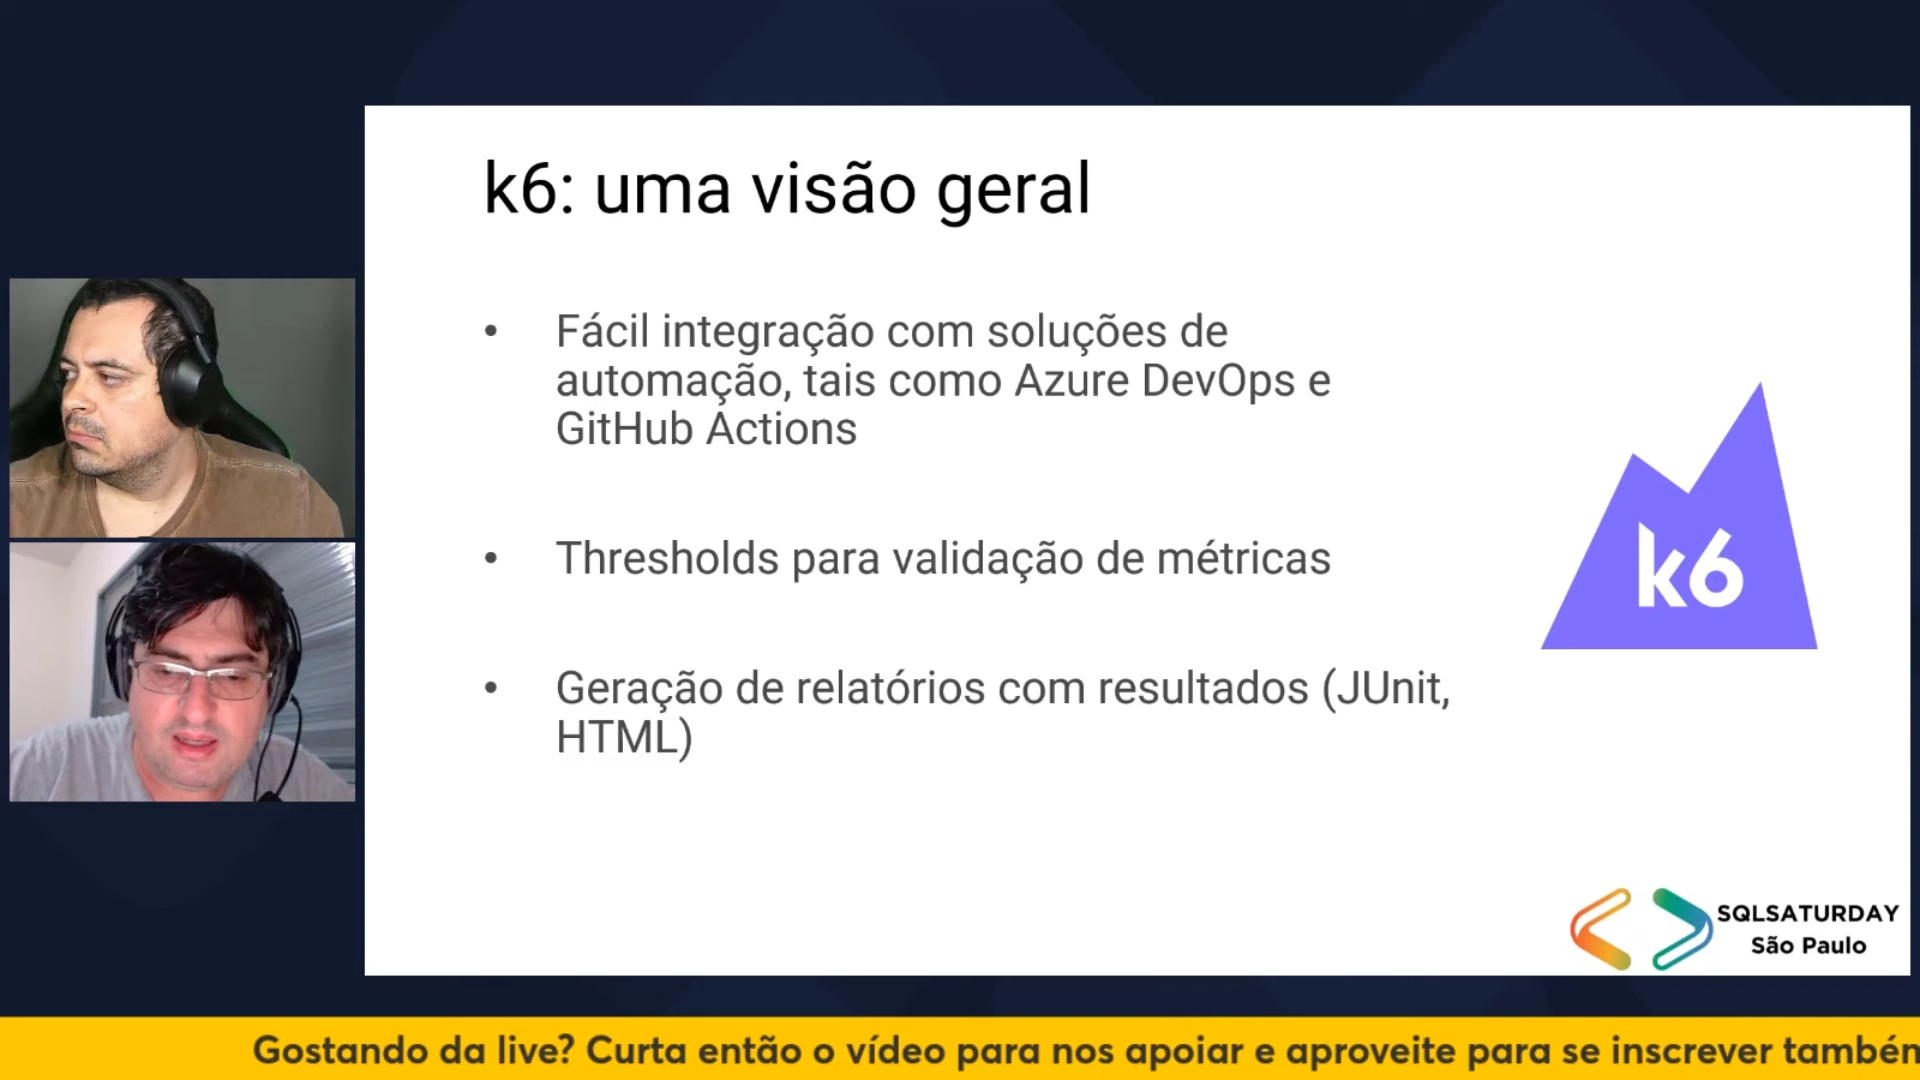 k6: uma visão geral
• Fácil integração com soluções de
automação, tais como Azure DevOps e
GitHub Actions
• Thresholds para validação de métricas
• Geração de relatórios com resultados (JUnit,
HTML)
k6
SQLSATURDAY
São Paulo
Gostando da live? Curta então o vídeo para nos apoiar e aproveite para se inscrever també